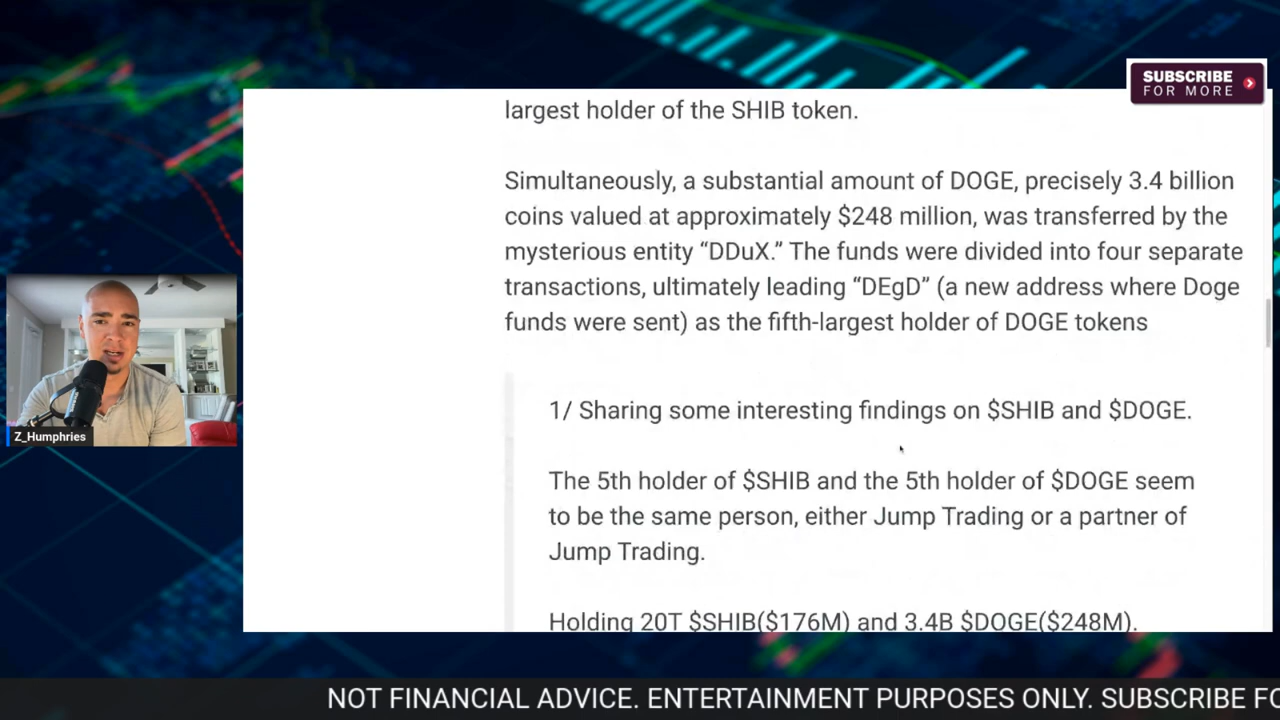 SUBSCRIBE
FOR MORE
largest holder of the SHIB token.
Simultaneously, a substantial amount of DOGE, precisely 3.4 billion
coins valued at approximately $248 million, was transferred by the
mysterious entity “DDuX.” The funds were divided into four separate
transactions, ultimately leading “DEgD” (a new address where Doge
funds were sent) as the fifth-largest holder of DOGE tokens
1/ Sharing some interesting findings on $SHIB and $DOGE.
The 5th holder of $SHIB and the 5th holder of $DOGE seem
to be the same person, either Jump Trading or a partner of
Jump Trading.
Holding 20T $SHIB($176M) and 3.4B $DOGE($248M).
Z_Humphries
NOT FINANCIAL ADVICE. ENTERTAINMENT PURPOSES ONLY. SUBSCRIBE FO